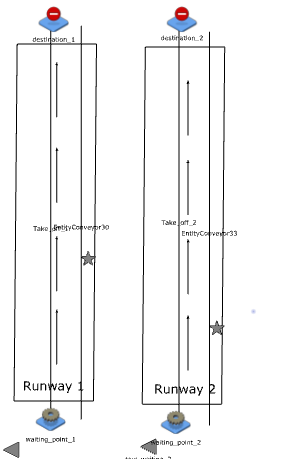 destination_1
destination_2
Take_off_1
EntityConveyor30
Take_off_2
EntityConveyor33
Runway 1
Runway 2
waiting_point_1
waiting_point_2